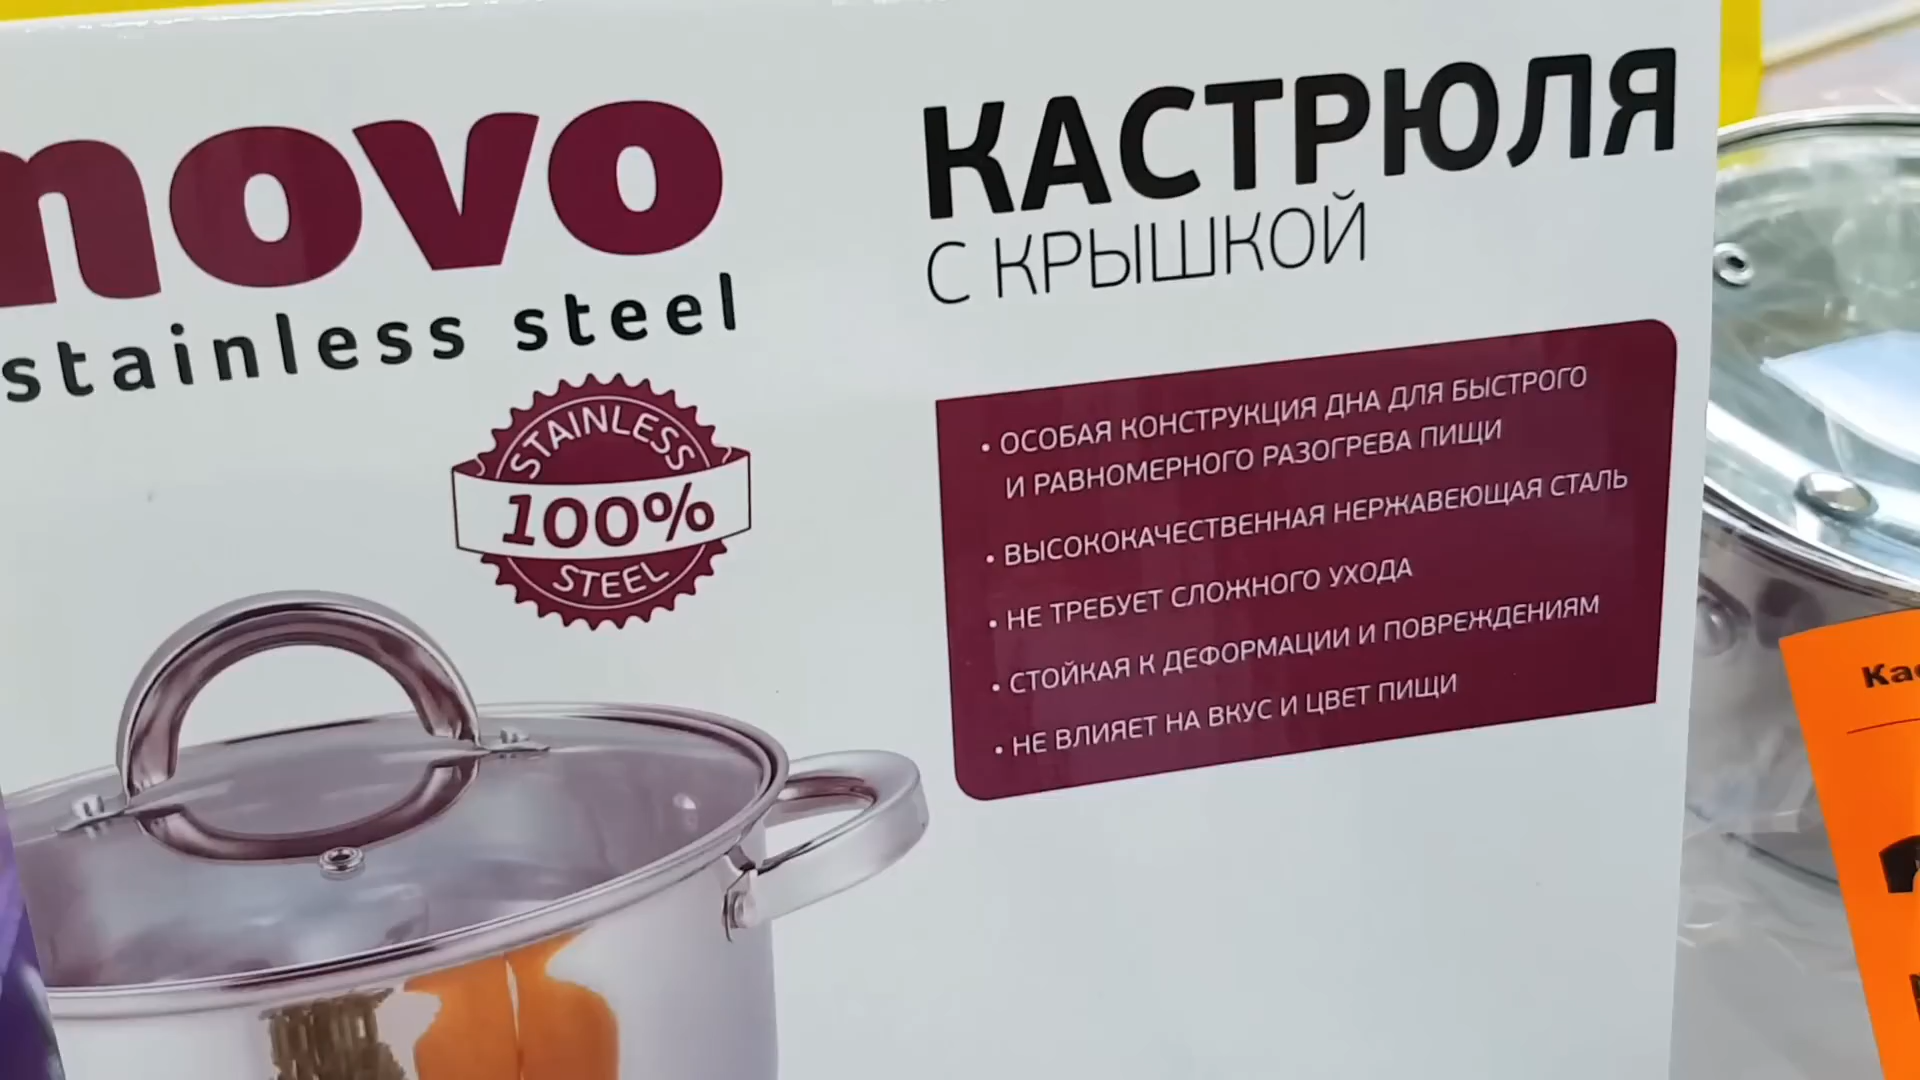 novo
stainless steel
STAINLESS
100%
STEEL
КАСТРЮЛЯ
С КРЫШКОЙ
• ОСОБАЯ КОНСТРУКЦИЯ ДНА ДЛЯ БЫСТРОГО
И РАВНОМЕРНОГО РАЗОГРЕВА ПИЩИ
• ВЫСОКОКАЧЕСТВЕННАЯ НЕРЖАВЕЮЩАЯ СТАЛЬ
• НЕ ТРЕБУЕТ СЛОЖНОГО УХОДА
• СТОЙКАЯ К ДЕФОРМАЦИИ И ПОВРЕЖДЕНИЯМ
• НЕ ВЛИЯЕТ НА ВКУС И ЦВЕТ ПИЩИ